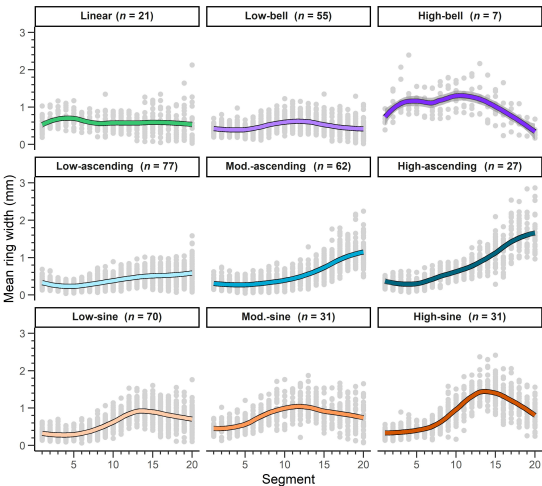 Linear (n = 21)
Low-bell (n = 55)
High-bell (n = 7)
3
2
1
0
Low-ascending (n = 77)
Mod.-ascending (n = 62)
High-ascending (n = 27)
3
2
1
0
Mean ring width (mm)
Low-sine (n = 70)
Mod.-sine (n = 31)
High-sine (n = 31)
3
2
1
0
5 10 15 20 5 10 15 20 5 10 15 20
Segment